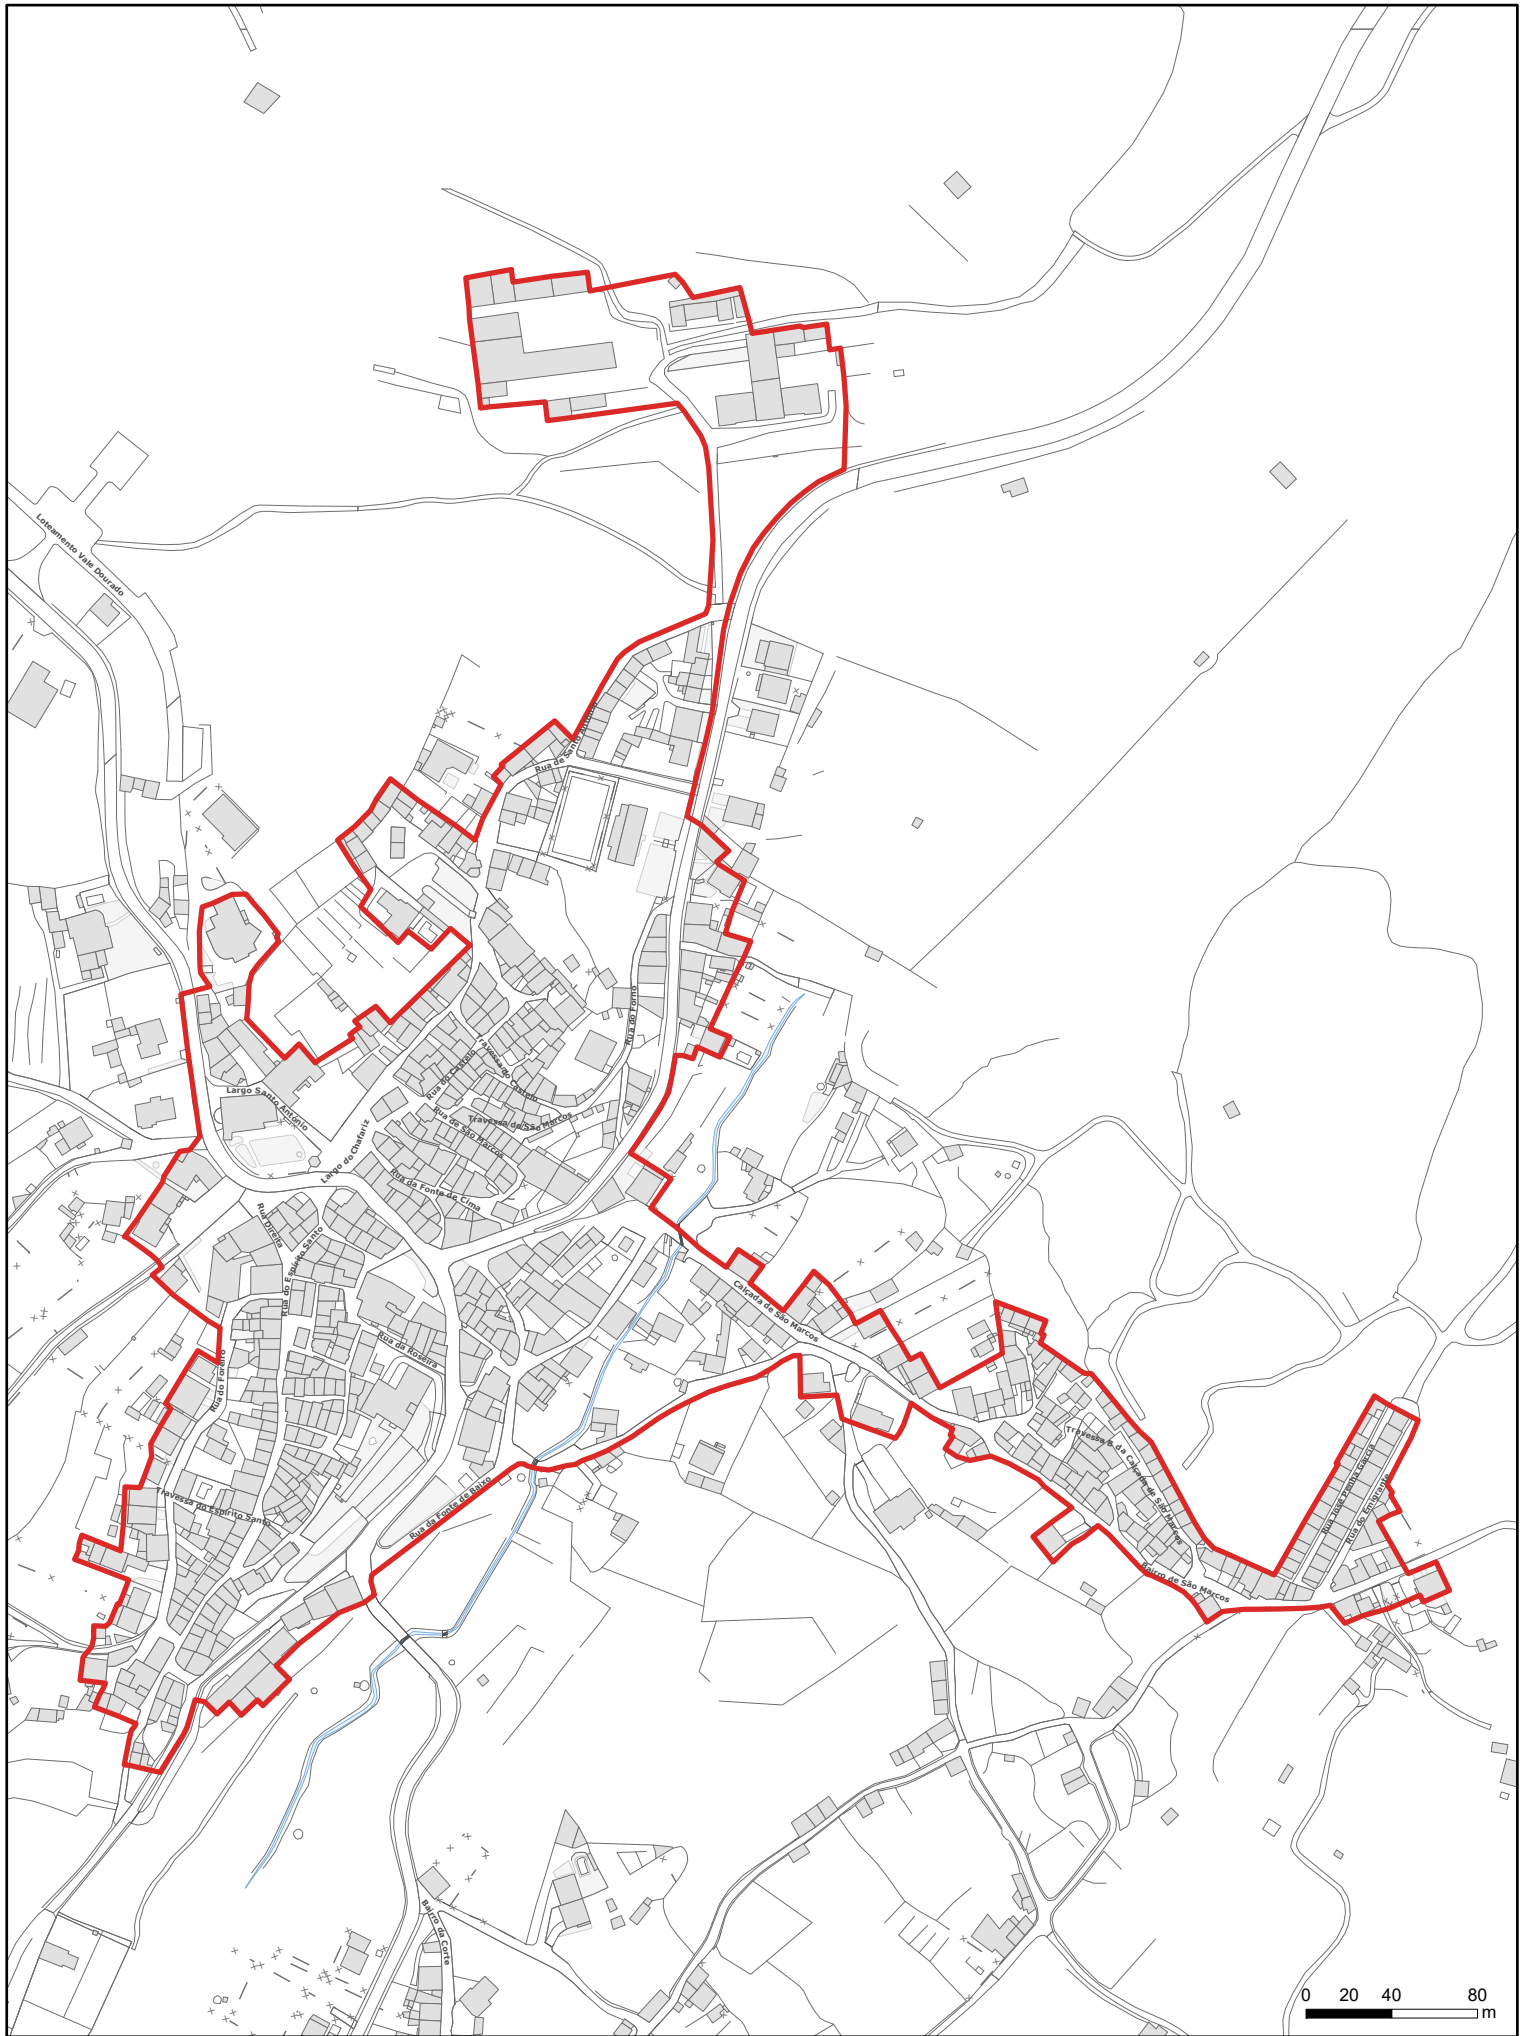 Loteamento Vale Dourado
Rua de Santo António
Rua do Forno
Travessa do Castelo
Rua do Castelo
Travessa de São Marcos
Rua de São Marcos
Largo Santo António
Largo do Chafariz
Rua da Fonte de Cima
Rua Direita
Rua do Espírito Santo
Calçada de São Marcos
Rua da Roseira
Rua do Foreiro
Travessa B da Calçada de São Marcos
Rua José Penha Garcia
Rua do Emigrante
Travessa do Espírito Santo
Rua da Fonte de Baixo
Bairro de São Marcos
Bairro da Corte
0 20 40 80
m